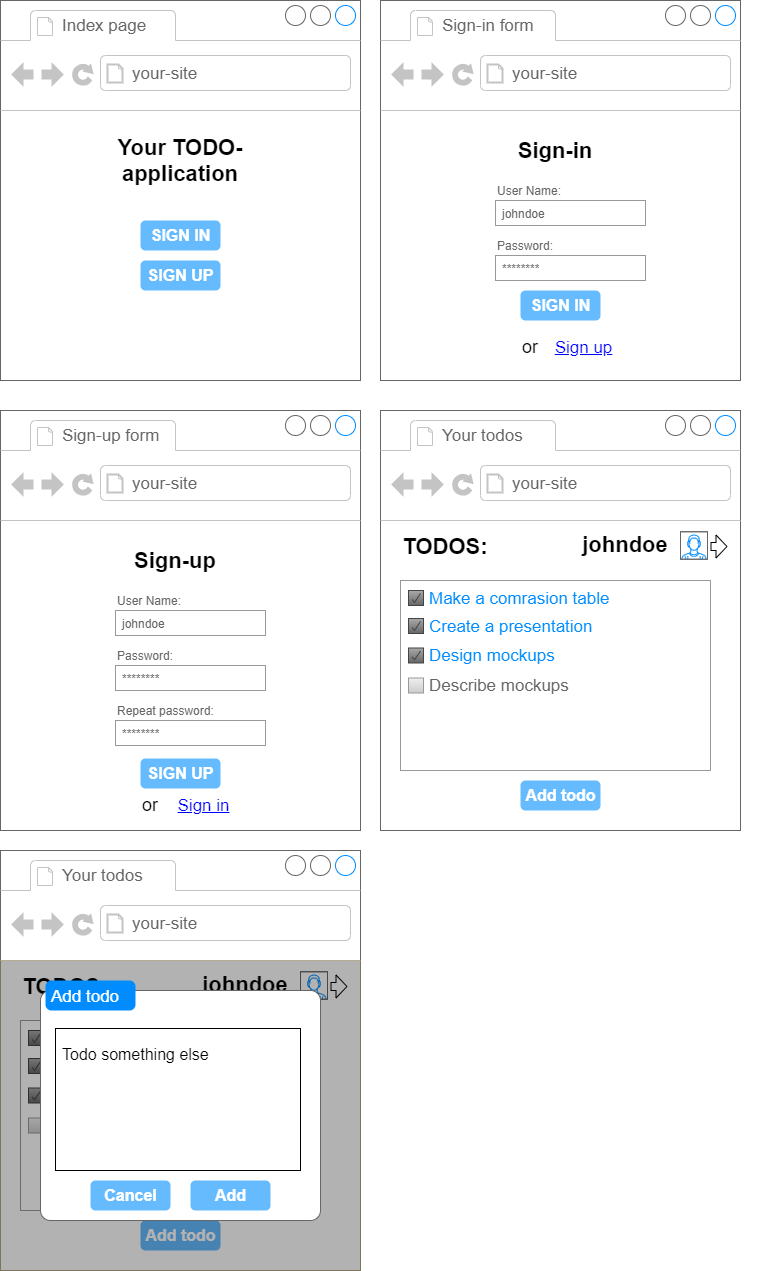 Index page
your-site
Your TODO-
application
SIGN IN
SIGN UP
Sign-in form
your-site
Sign-in
User Name:
johndoe
Password:
********
SIGN IN
or Sign up
Sign-up form
your-site
Sign-up
User Name:
johndoe
Password:
********
Repeat password:
********
SIGN UP
or Sign in
Your todos
your-site
TODOS: johndoe
Make a comrasion table
Create a presentation
Design mockups
Describe mockups
Add todo
Your todos
your-site
TODOS: johndoe
Add todo
Todo something else
Cancel Add
Add todo